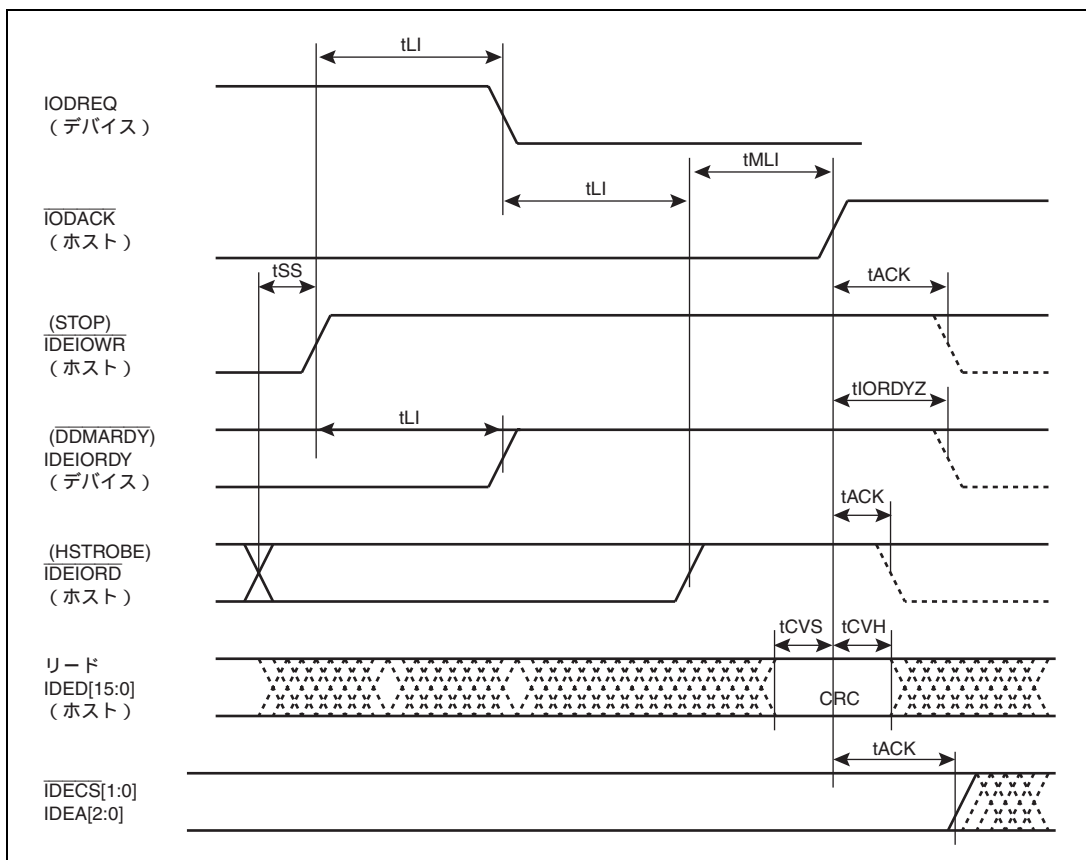 tLI
IODREQ
（デバイス）
tMLI
tLI
IODACK
（ホスト）
tSS
tACK
(STOP)
IDEIOWR
（ホスト）
tIORDYZ
tLI
(DDMARDY)
IDEIORDY
（デバイス）
tACK
(HSTROBE)
IDEIORD
（ホスト）
tCVS tCVH
リード
IDED[15:0]
（ホスト）
CRC
tACK
IDECS[1:0]
IDEA[2:0]